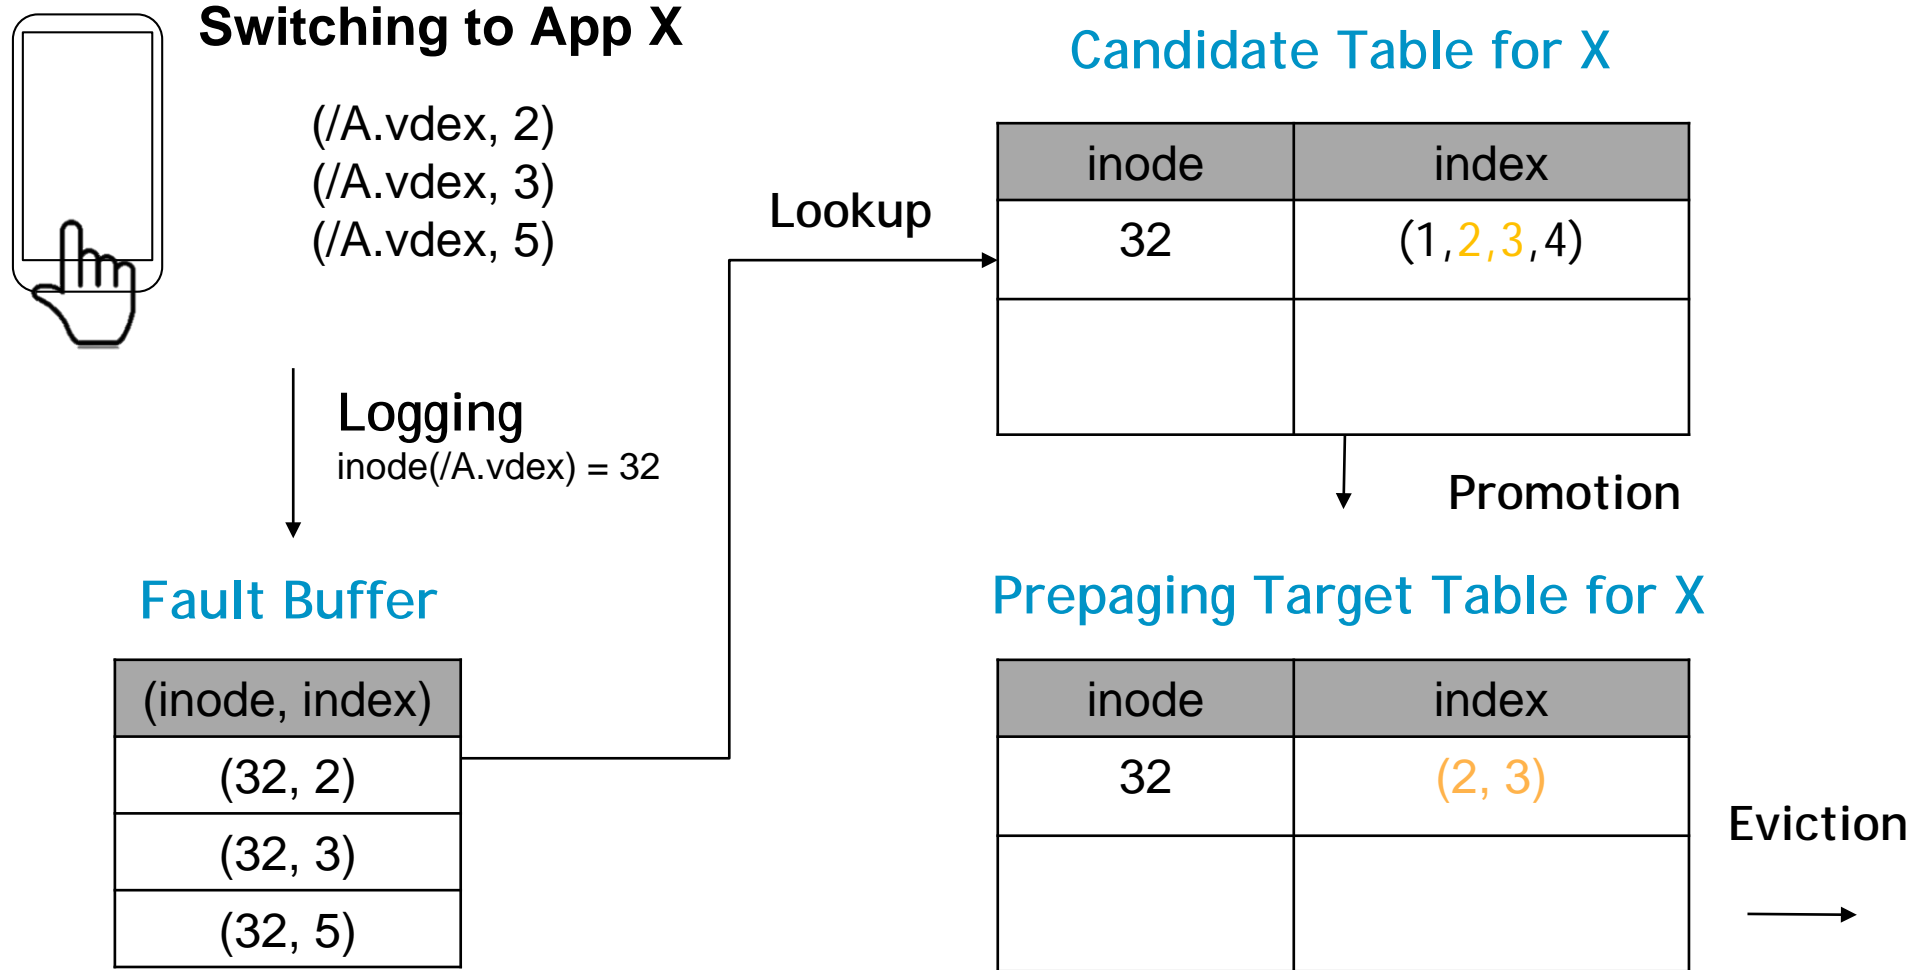 Switching to App X
(/A.vdex, 2)
(/A.vdex, 3)
(/A.vdex, 5)
Logging
inode(/A.vdex) = 32
Fault Buffer
(inode, index)
(32, 2)
(32, 3)
(32, 5)
Lookup
Candidate Table for X
inode index
32 (1,2,3,4)
Promotion
Prepaging Target Table for X
inode index
32 (2, 3)
Eviction